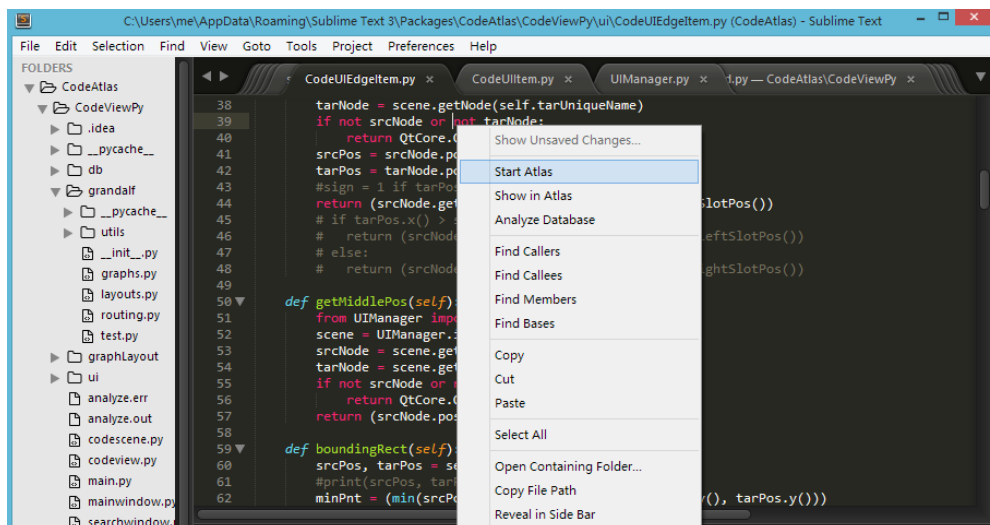 C:\Users\me\AppData\Roaming\Sublime Text 3\Packages\CodeAtlas\CodeViewPy\ui\CodeUIEdgeItem.py (CodeAtlas) - Sublime Text
File Edit Selection Find View Goto Tools Project Preferences Help
FOLDERS
CodeAtlas
CodeViewPy
.idea
__pycache__
db
grandalf
__pycache__
utils
__init__.py
graphs.py
layouts.py
routing.py
test.py
graphLayout
ui
analyze.err
analyze.out
codescene.py
codeview.py
main.py
mainwindow.py
searchwindow.
CodeUIEdgeItem.py × CodeUIItem.py × UIManager.py × d.py — CodeAtlas\CodeViewPy ×
38 tarNode = scene.getNode(self.tarUniqueName)
39 if not srcNode or not tarNode:
40 return QtCore.
41 srcPos = srcNode.po
42 tarPos = tarNode.po
43 #sign = 1 if tarPos
44 return (srcNode.get SlotPos())
45 # if tarPos.x() >
46 # return (srcNode eftSlotPos())
47 # else:
48 # return (srcNode ghtSlotPos())
49
50 def getMiddlePos(self):
51 from UIManager impo
52 scene = UIManager.i
53 srcNode = scene.get
54 tarNode = scene.get
55 if not srcNode or n
56 return QtCore.
57 return (srcNode.pos
58
59 def boundingRect(self):
60 srcPos, tarPos = se
61 #print(srcPos, tar
62 minPnt = (min(srcPo y(), tarPos.y()))
Show Unsaved Changes...
Start Atlas
Show in Atlas
Analyze Database
Find Callers
Find Callees
Find Members
Find Bases
Copy
Cut
Paste
Select All
Open Containing Folder...
Copy File Path
Reveal in Side Bar